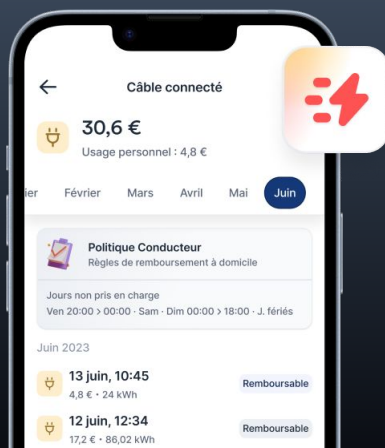 Câble connecté
30,6 €
Usage personnel : 4,8 €
ier Février Mars Avril Mai Juin
Politique Conducteur
Règles de remboursement à domicile
Jours non pris en charge
Ven 20:00 > 00:00 · Sam · Dim 00:00 > 18:00 · J. fériés
Juin 2023
13 juin, 10:45
4,8 € • 24 kWh
Remboursable
12 juin, 12:34
17,2 € • 86,02 kWh
Remboursable